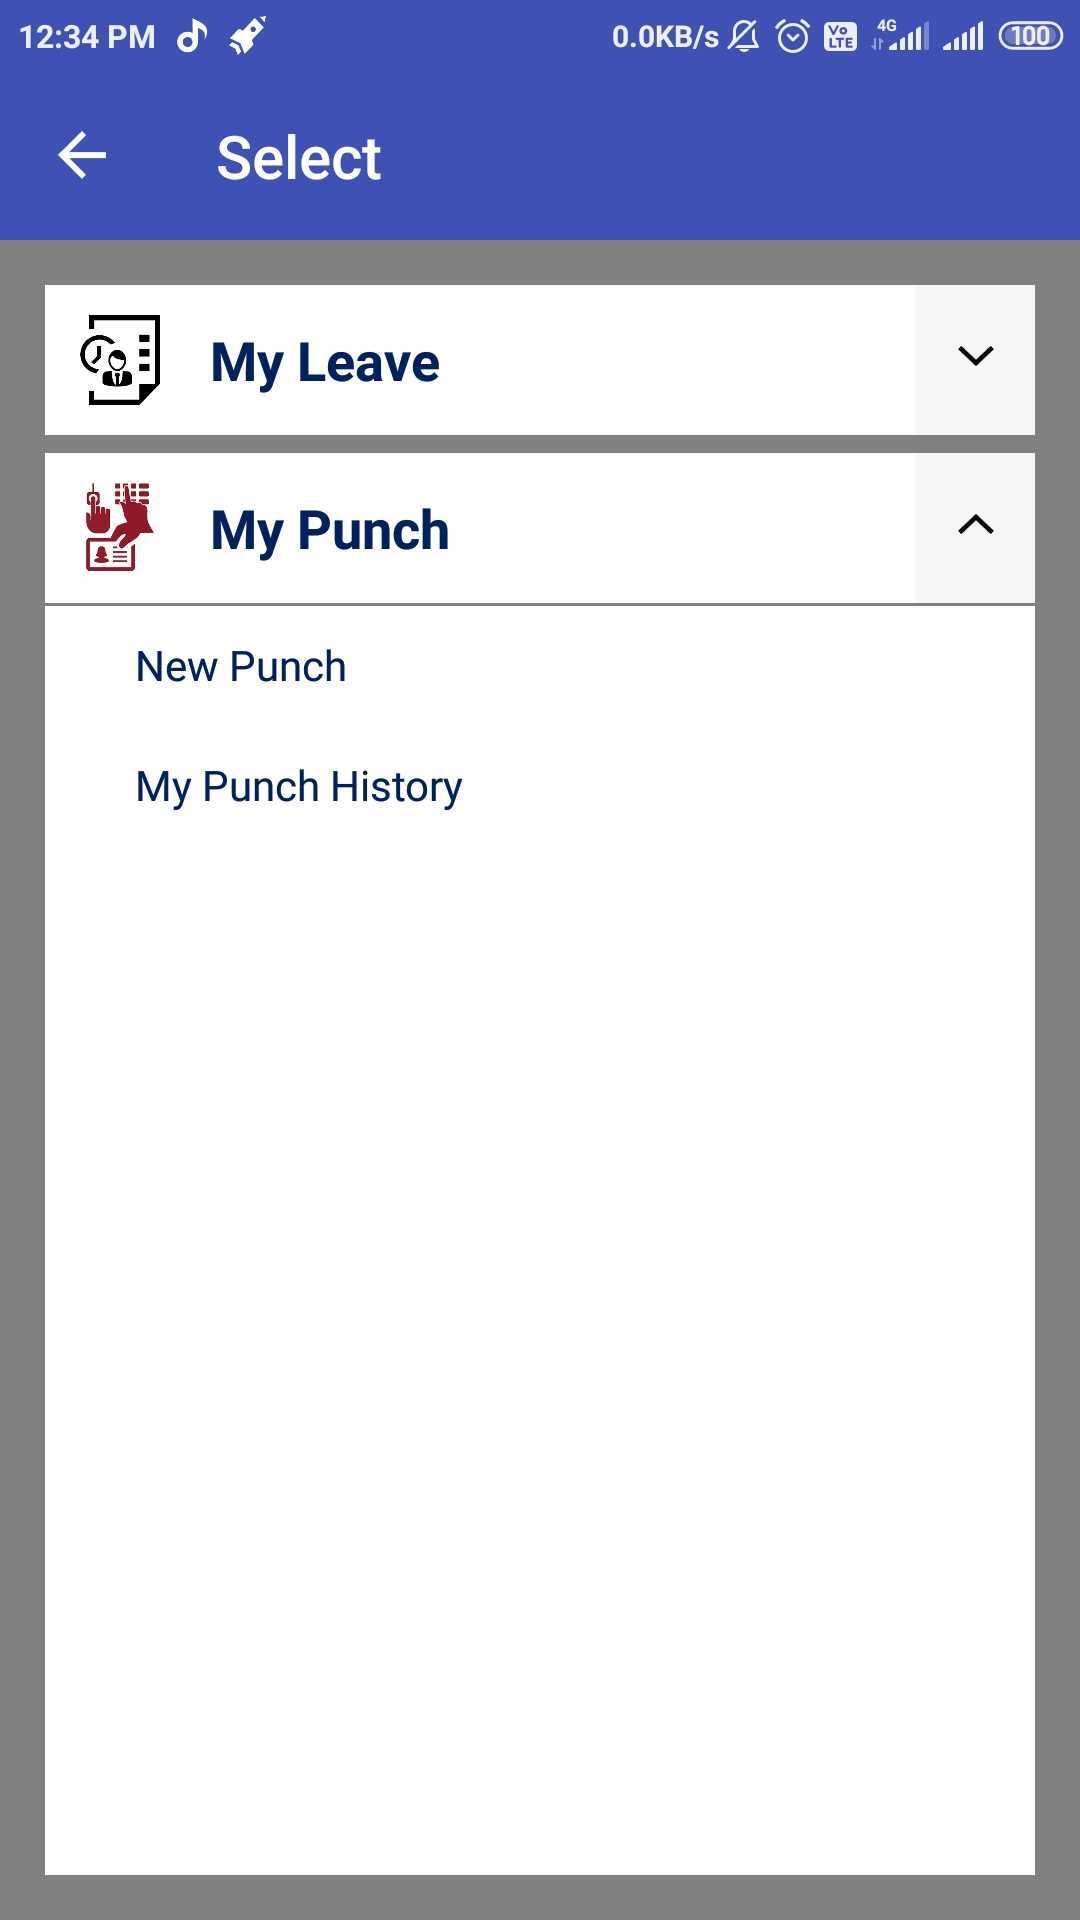 12:34 PM 0.0KB/s Vo LTE 4G 100
Select
My Leave
My Punch
New Punch
My Punch History